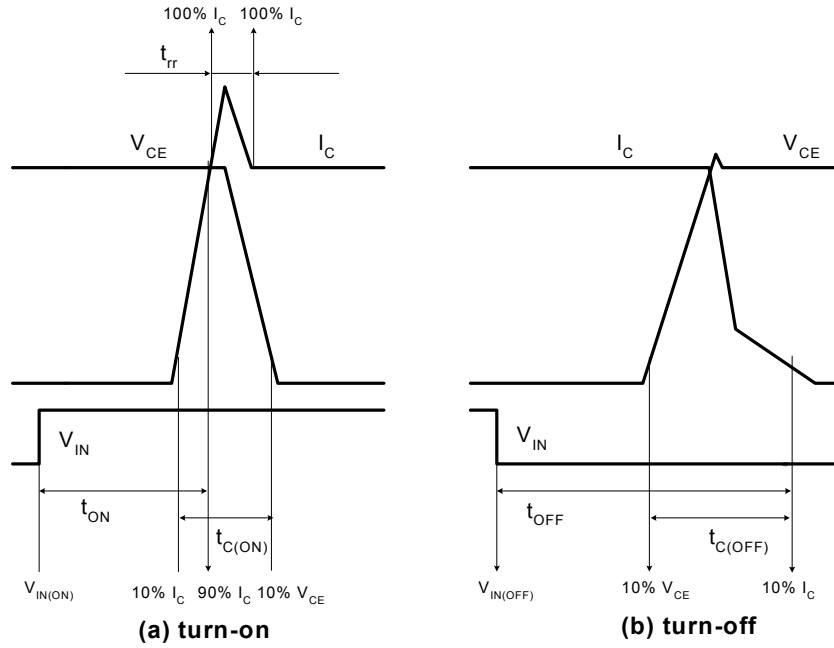 100% I_C 100% I_C
t_rr
V_CE I_C
I_C V_CE
V_IN
V_IN
t_ON
t_OFF
t_C(ON)
t_C(OFF)
V_IN(ON) 10% I_C 90% I_C 10% V_CE
V_IN(OFF) 10% V_CE 10% I_C
(a) turn-on
(b) turn-off